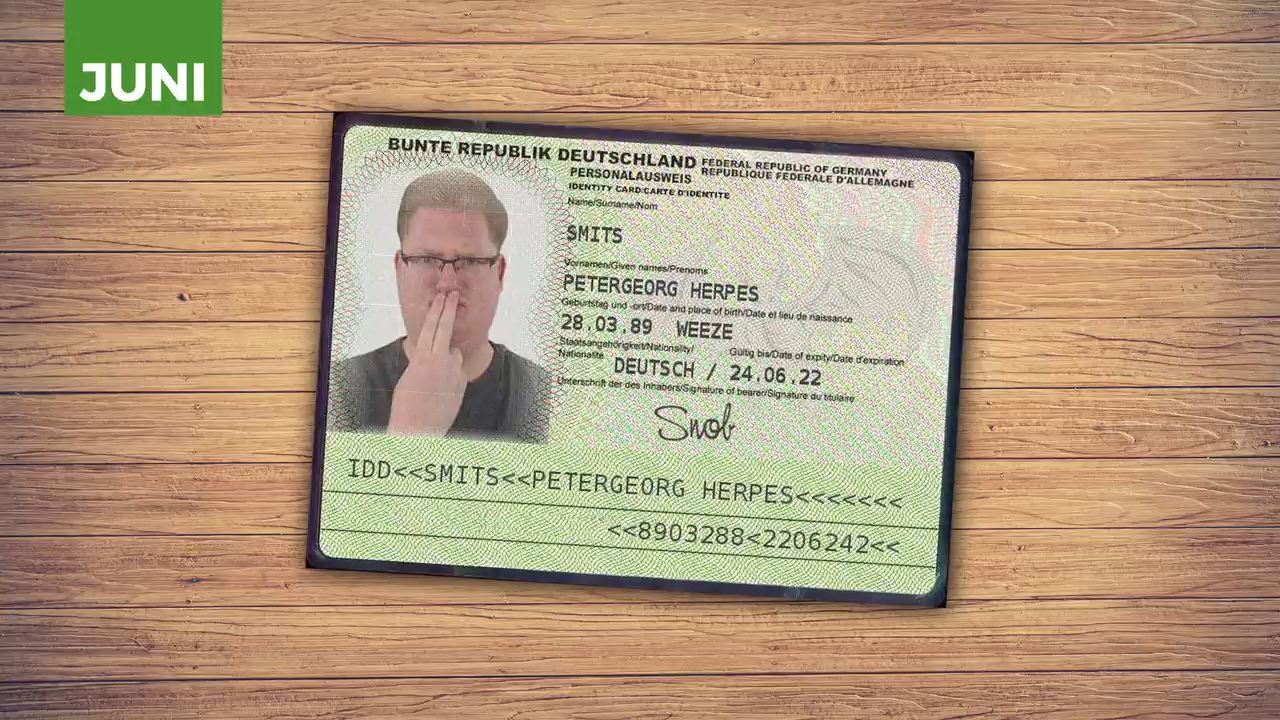 JUNI
BUNTE REPUBLIK DEUTSCHLAND FEDERAL REPUBLIC OF GERMANY
PERSONALAUSWEIS REPUBLIQUE FEDERALE D'ALLEMAGNE
IDENTITY CARD/CARTE D'IDENTITE
Name/Surname/Nom
SMITS
Vornamen/Given names/Prenoms
PETERGEORG HERPES
Geburtstag und -ort/Date and place of birth/Date et lieu de naissance
28.03.89 WEEZE
Staatsangehörigkeit/Nationality/ Gültig bis/Date of expity/Date d'expiration
Nationalité
DEUTSCH / 24.06.22
Unterschrift der des Inhabers/Signature of bearer/Signature du titulaire
Snob
IDD<<SMITS<<PETERGEORG HERPES<<<<<<<
<<8903288<2206242<<